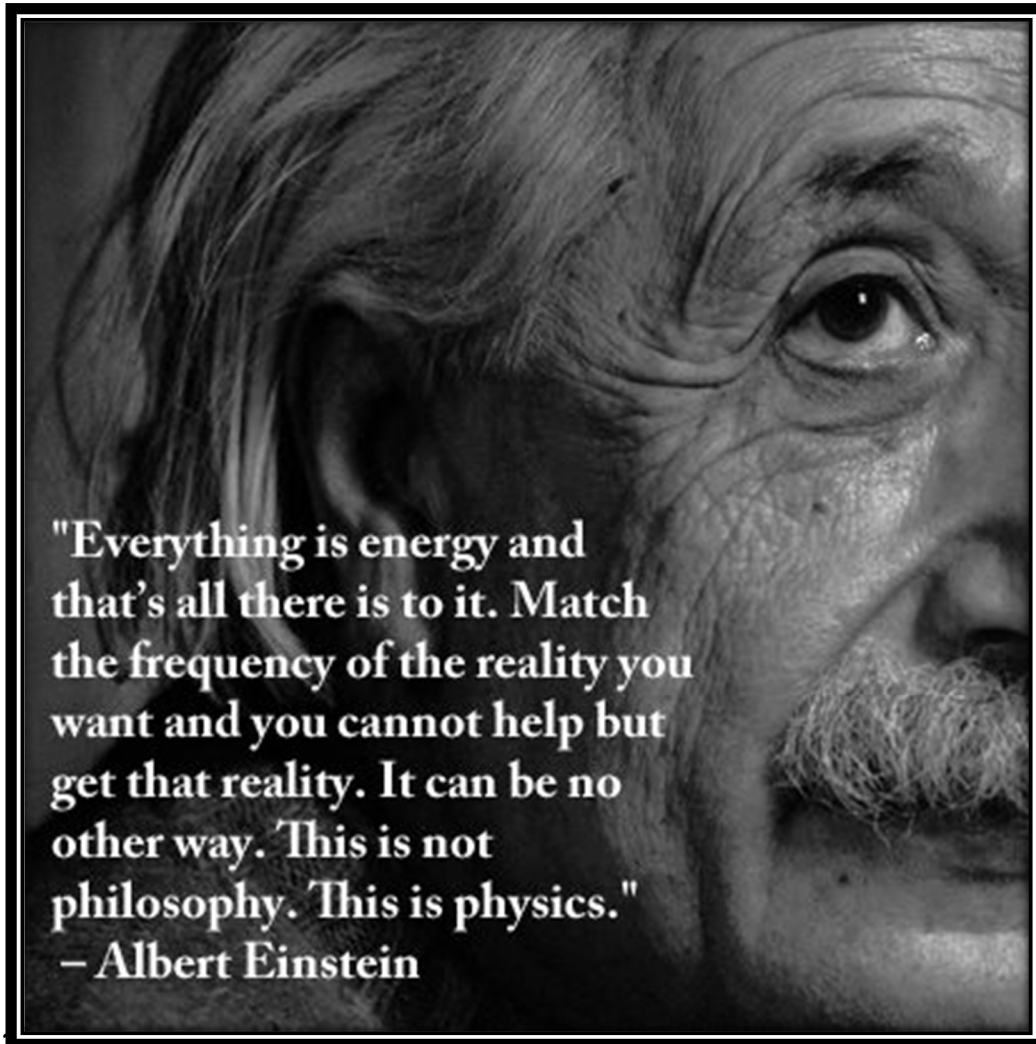 "Everything is energy and
that’s all there is to it. Match
the frequency of the reality you
want and you cannot help but
get that reality. It can be no
other way. This is not
philosophy. This is physics."
– Albert Einstein